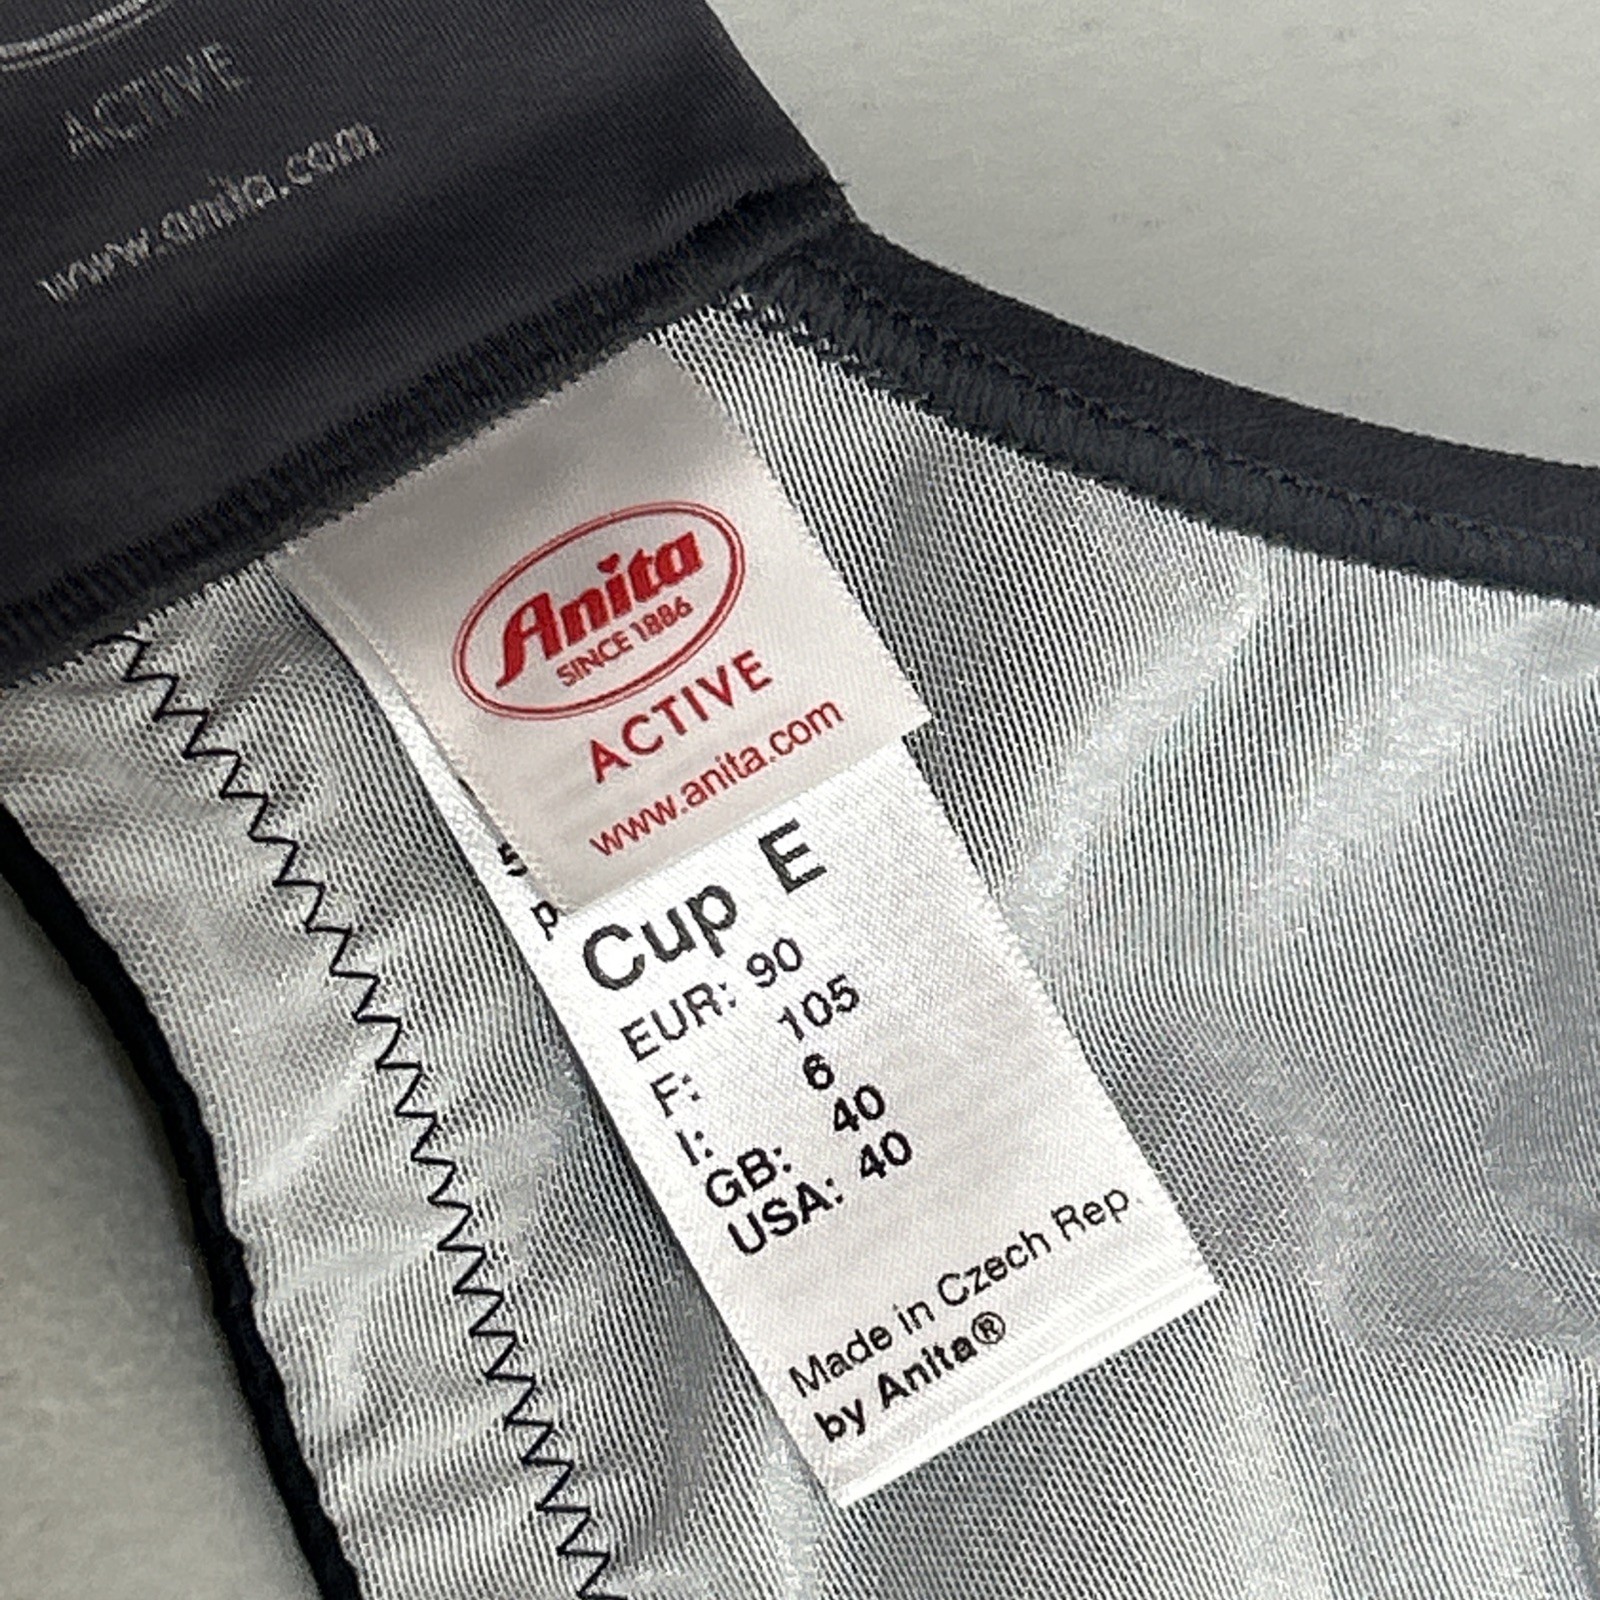 ACTIVE
www.anita.com
Anita
SINCE 1886
ACTIVE
www.anita.com
s
p
Cup E
EUR: 90
F: 105
I: 6
GB: 40
USA: 40
Made in Czech Rep.
by Anita®